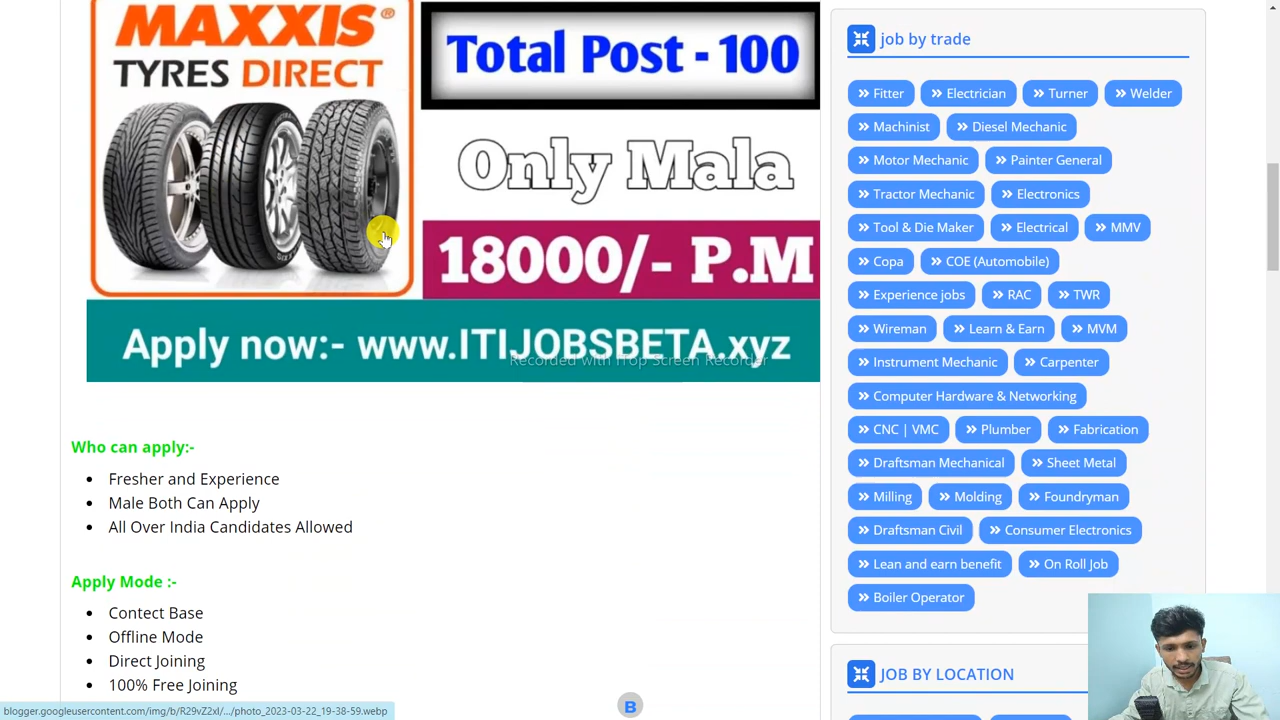 MAXXIS®
TYRES DIRECT
Total Post - 100
Only Mala
18000/- P.M
Apply now:- www.ITIJOBSBETA.xyz
Recorded with iTop Screen Recorder
Who can apply:-
Fresher and Experience
Male Both Can Apply
All Over India Candidates Allowed
Apply Mode :-
Contect Base
Offline Mode
Direct Joining
100% Free Joining
job by trade
Fitter
Electrician
Turner
Welder
Machinist
Diesel Mechanic
Motor Mechanic
Painter General
Tractor Mechanic
Electronics
Tool & Die Maker
Electrical
MMV
Copa
COE (Automobile)
Experience jobs
RAC
TWR
Wireman
Learn & Earn
MVM
Instrument Mechanic
Carpenter
Computer Hardware & Networking
CNC | VMC
Plumber
Fabrication
Draftsman Mechanical
Sheet Metal
Milling
Molding
Foundryman
Draftsman Civil
Consumer Electronics
Lean and earn benefit
On Roll Job
Boiler Operator
JOB BY LOCATION
B
blogger.googleusercontent.com/img/b/R29vZ2xl/.../photo_2023-03-22_19-38-59.webp